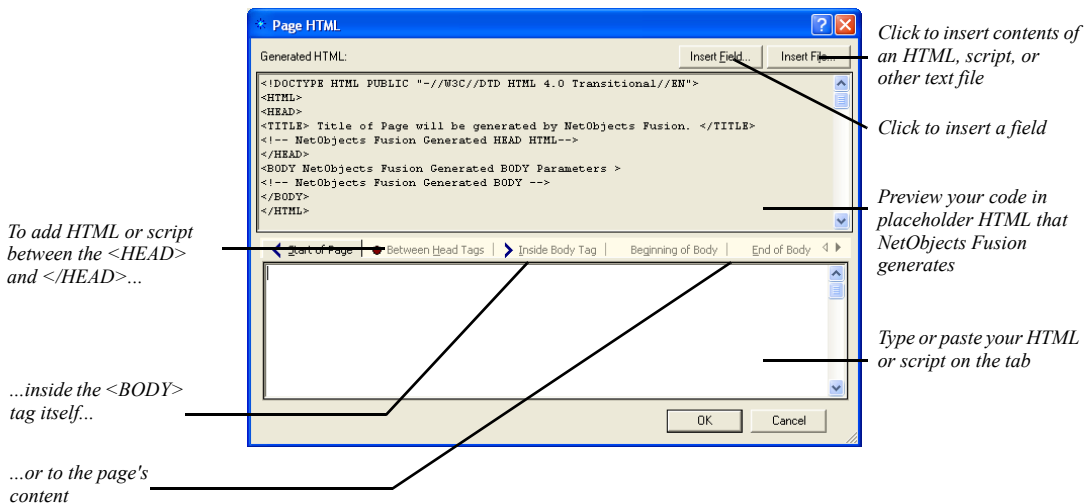 Page HTML
Generated HTML:
Insert Field...
Insert File...
<!DOCTYPE HTML PUBLIC "-//W3C//DTD HTML 4.0 Transitional//EN">
<HTML>
<HEAD>
<TITLE> Title of Page will be generated by NetObjects Fusion. </TITLE>
<!-- NetObjects Fusion Generated HEAD HTML-->
</HEAD>
<BODY NetObjects Fusion Generated BODY Parameters >
<!-- NetObjects Fusion Generated BODY -->
</BODY>
</HTML>
Start of Page
Between Head Tags
Inside Body Tag
Beginning of Body
End of Body
OK
Cancel
Click to insert contents of
an HTML, script, or
other text file
Click to insert a field
Preview your code in
placeholder HTML that
NetObjects Fusion
generates
Type or paste your HTML
or script on the tab
To add HTML or script
between the <HEAD>
and </HEAD>...
...inside the <BODY>
tag itself...
...or to the page's
content